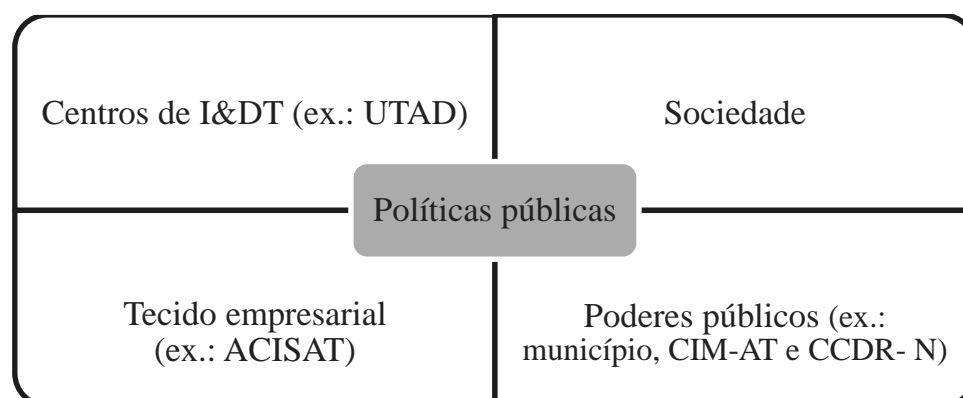 Centros de I&DT (ex.: UTAD)
Sociedade
Políticas públicas
Tecido empresarial
(ex.: ACISAT)
Poderes públicos (ex.:
município, CIM-AT e CCDR- N)